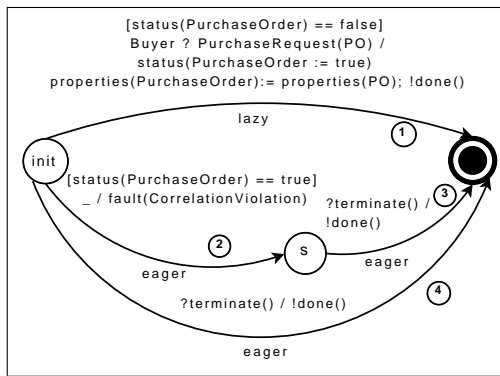 [status(PurchaseOrder) == false]
Buyer ? PurchaseRequest(PO) /
status(PurchaseOrder := true)
properties(PurchaseOrder):= properties(PO); !done()
lazy
1
init
[status(PurchaseOrder) == true]
_ / fault(CorrelationViolation)
3
?terminate() /
!done()
2
S
eager
eager
4
?terminate() / !done()
eager